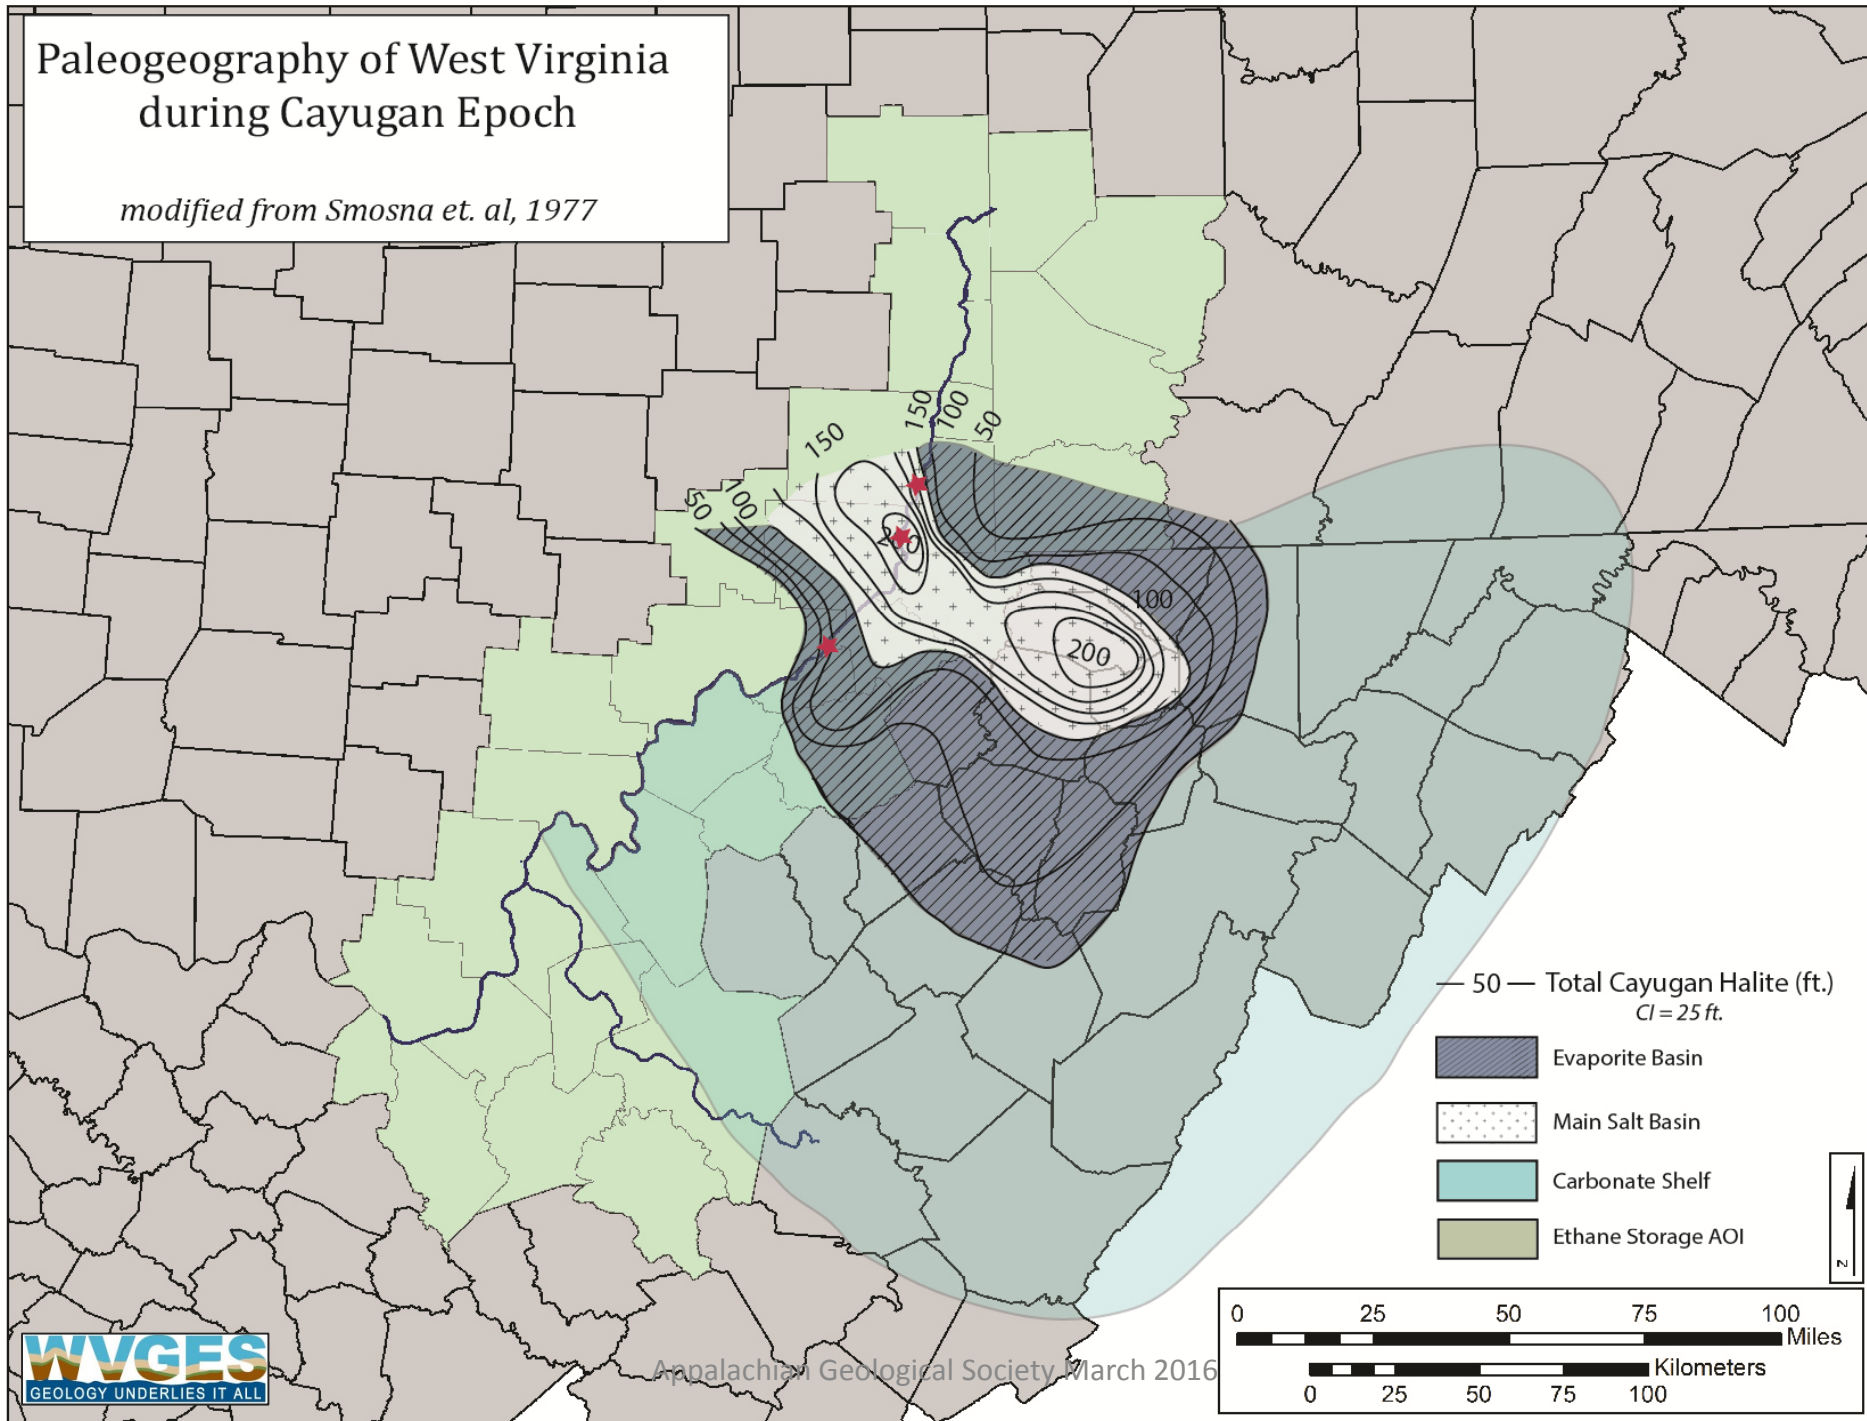 Paleogeography of West Virginia
during Cayugan Epoch
modified from Smosna et. al, 1977
150
100
50
150
50
100
200
100
200
— 50 — Total Cayugan Halite (ft.)
CI = 25 ft.
Evaporite Basin
Main Salt Basin
Carbonate Shelf
Ethane Storage AOI
N
0 25 50 75 100
Miles
Kilometers
0 25 50 75 100
WVGES
GEOLOGY UNDERLIES IT ALL
Appalachian Geological Society March 2016